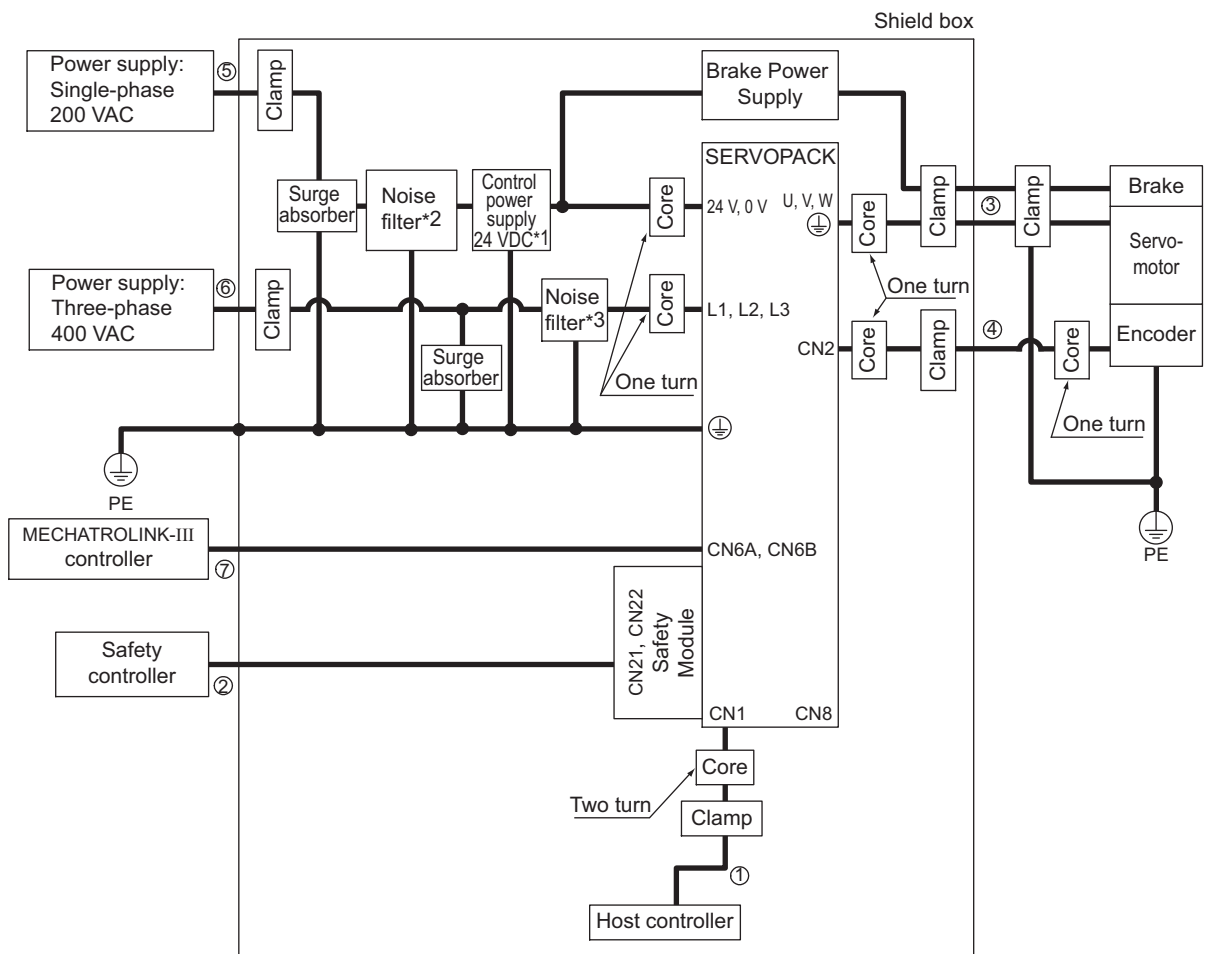 Shield box
Power supply:
Single-phase
200 VAC
⑤
Clamp
Brake Power
Supply
SERVOPACK
Surge
absorber
Noise
filter*2
Control
power
supply
24 VDC*1
Core
24 V, 0 V
U, V, W
Core
Clamp
③
Clamp
Brake
Servo-
motor
Encoder
Power supply:
Three-phase
400 VAC
⑥
Clamp
Surge
absorber
Noise
filter*3
Core
L1, L2, L3
One turn
One turn
CN2
Core
Clamp
④
Core
One turn
PE
PE
MECHATROLINK-III
controller
⑦
CN6A, CN6B
Safety
controller
②
CN21, CN22
Safety
Module
CN1
CN8
Core
Two turn
Clamp
①
Host controller